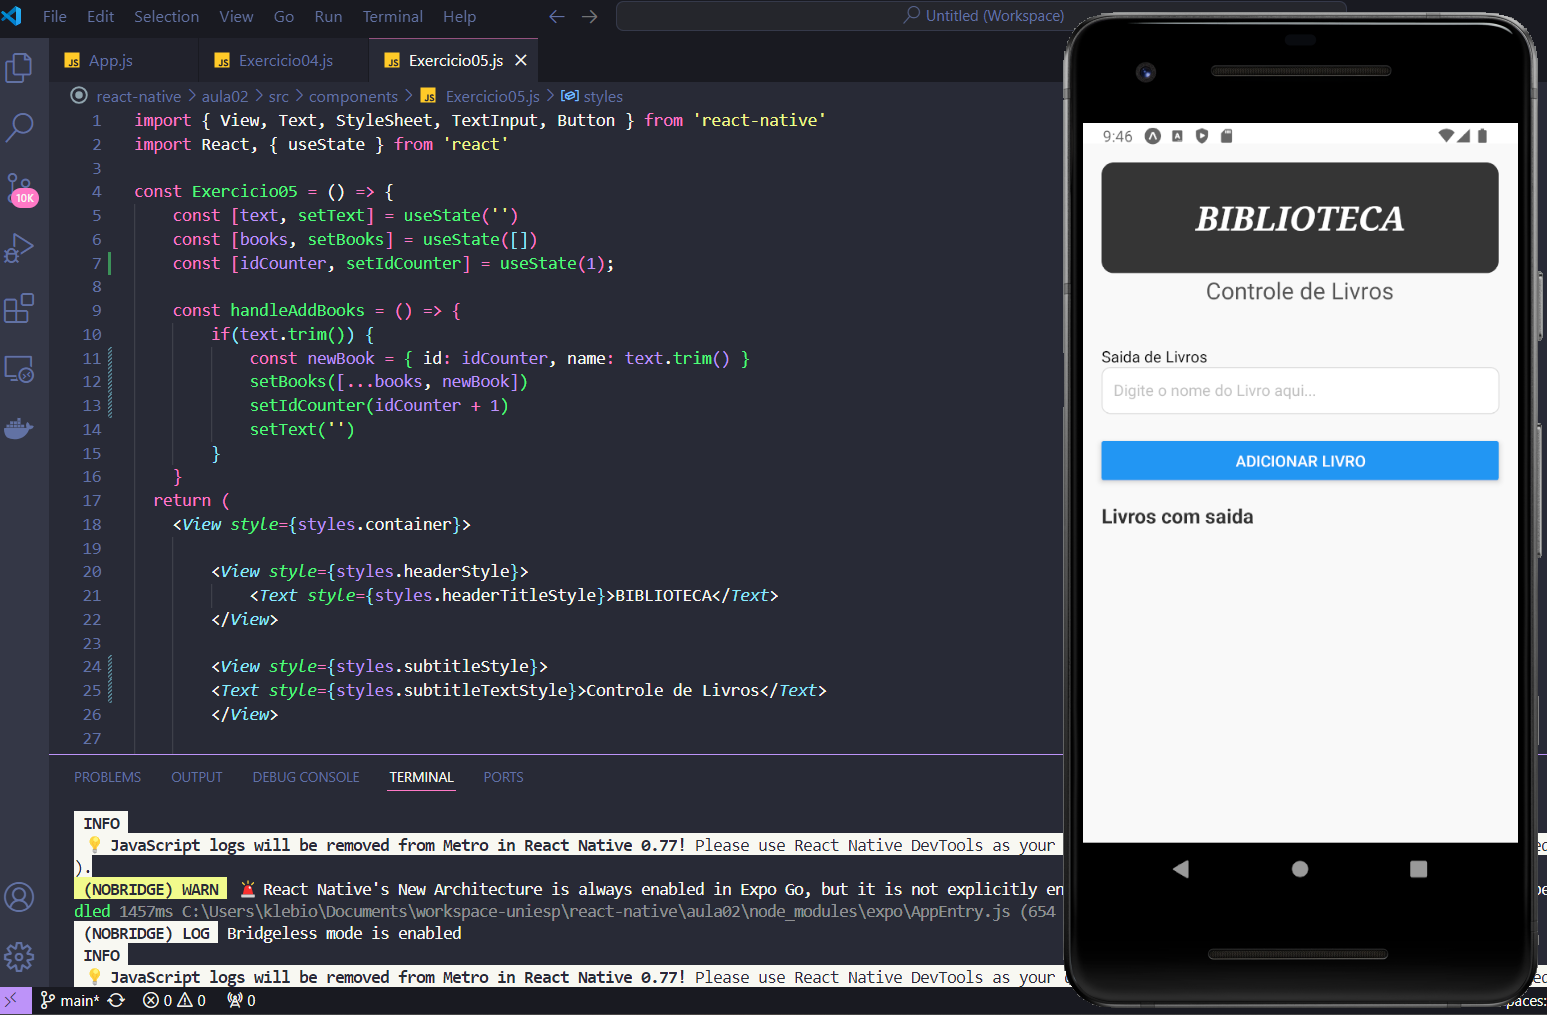 File Edit Selection View Go Run Terminal Help
Untitled (Workspace)
App.js
Exercicio04.js
Exercicio05.js
react-native > aula02 > src > components > Exercicio05.js > styles
10K
1 import { View, Text, StyleSheet, TextInput, Button } from 'react-native'
2 import React, { useState } from 'react'
3
4 const Exercicio05 = () => {
5 const [text, setText] = useState('')
6 const [books, setBooks] = useState([])
7 const [idCounter, setIdCounter] = useState(1);
8
9 const handleAddBooks = () => {
10 if(text.trim()) {
11 const newBook = { id: idCounter, name: text.trim() }
12 setBooks([...books, newBook])
13 setIdCounter(idCounter + 1)
14 setText('')
15 }
16 }
17 return (
18 <View style={styles.container}>
19
20 <View style={styles.headerStyle}>
21 <Text style={styles.headerTitleStyle}>BIBLIOTECA</Text>
22 </View>
23
24 <View style={styles.subtitleStyle}>
25 <Text style={styles.subtitleTextStyle}>Controle de Livros</Text>
26 </View>
27
PROBLEMS OUTPUT DEBUG CONSOLE TERMINAL PORTS
INFO
💡 JavaScript logs will be removed from Metro in React Native 0.77! Please use React Native DevTools as your
).
(NOBRIDGE) WARN 🚨 React Native's New Architecture is always enabled in Expo Go, but it is not explicitly en
dled 1457ms C:\Users\klebio\Documents\workspace-uniesp\react-native\aula02\node_modules\expo\AppEntry.js (654
(NOBRIDGE) LOG Bridgeless mode is enabled
INFO
💡 JavaScript logs will be removed from Metro in React Native 0.77! Please use React Native DevTools as your
main* 0 0 0
paces:
9:46
BIBLIOTECA
Controle de Livros
Saida de Livros
Digite o nome do Livro aqui...
ADICIONAR LIVRO
Livros com saida